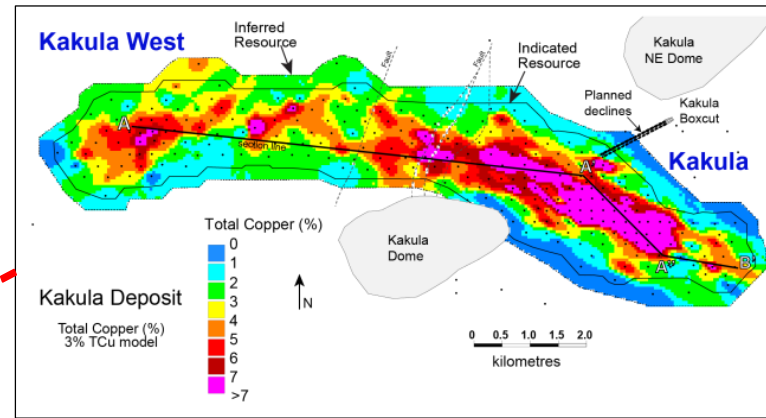 Kakula West
Inferred
Resource
Fault
Fault
Indicated
Resource
Kakula
NE Dome
Planned
declines
Kakula
Boxcut
Kakula
A
section line
A'
A"
B
Kakula
Dome
Total Copper (%)
0
1
2
3
4
5
6
7
>7
Kakula Deposit
Total Copper (%)
3% TCu model
N
0 0.5 1.0 1.5 2.0
kilometres